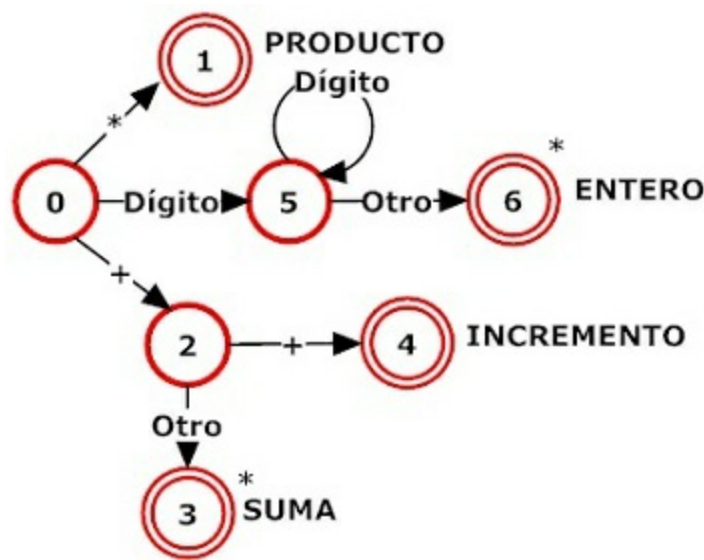 1 PRODUCTO
Dígito
*
*
0 Dígito 5 Otro 6 ENTERO
+
2 + 4 INCREMENTO
Otro
*
3 SUMA